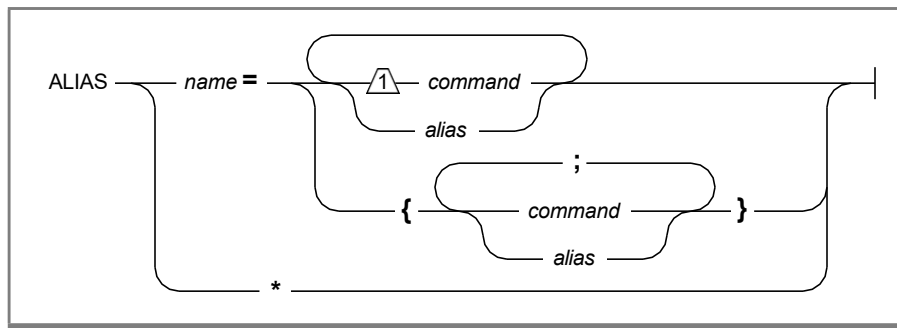 ALIAS name = 1 command
alias
;
{ command }
alias
*